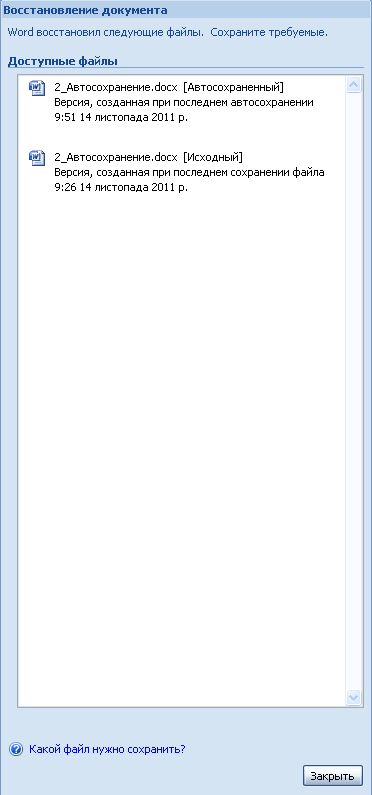 Восстановление документа
Word восстановил следующие файлы. Сохраните требуемые.
Доступные файлы
2_Автосохранение.docx [Автосохраненный]
Версия, созданная при последнем автосохранении
9:51 14 листопада 2011 р.
2_Автосохранение.docx [Исходный]
Версия, созданная при последнем сохранении файла
9:26 14 листопада 2011 р.
Какой файл нужно сохранить?
Закрыть